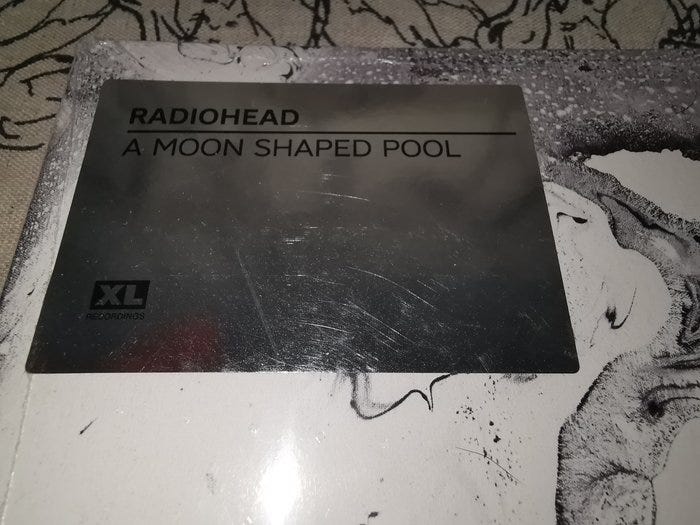 RADIOHEAD
A MOON SHAPED POOL
XL
RECORDINGS